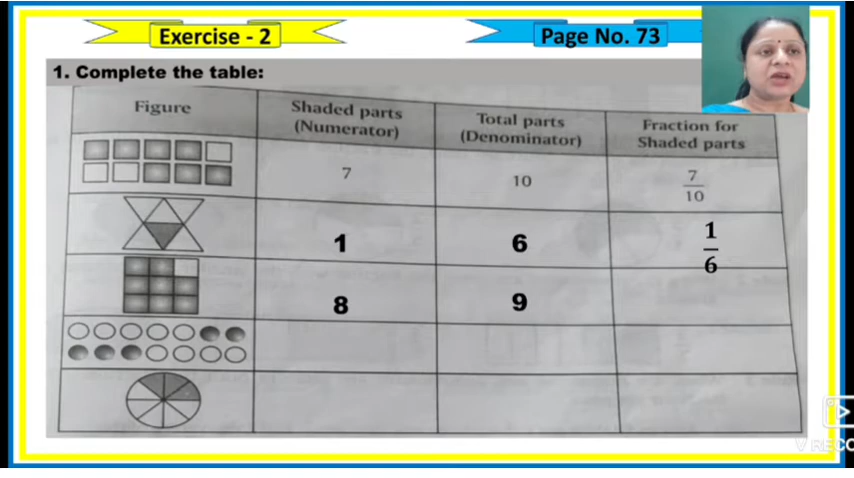 Exercise - 2
Page No. 73
1. Complete the table:
Figure
Shaded parts
(Numerator)
Total parts
(Denominator)
Fraction for
Shaded parts
7
10
7
10
1
6
1
6
8
9
V REC